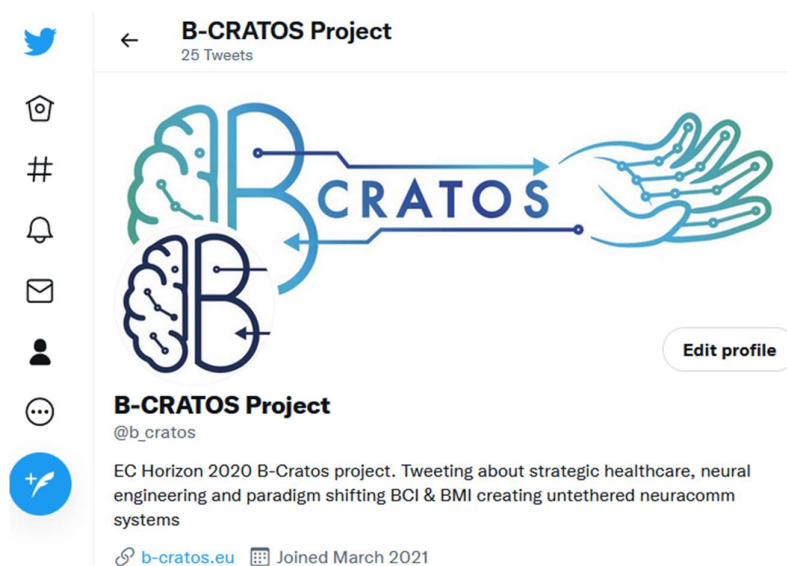 B-CRATOS Project
25 Tweets
B CRATOS
B
Edit profile
B-CRATOS Project
@b_cratos
EC Horizon 2020 B-Cratos project. Tweeting about strategic healthcare, neural
engineering and paradigm shifting BCI & BMI creating untethered neuracomm
systems
b-cratos.eu Joined March 2021